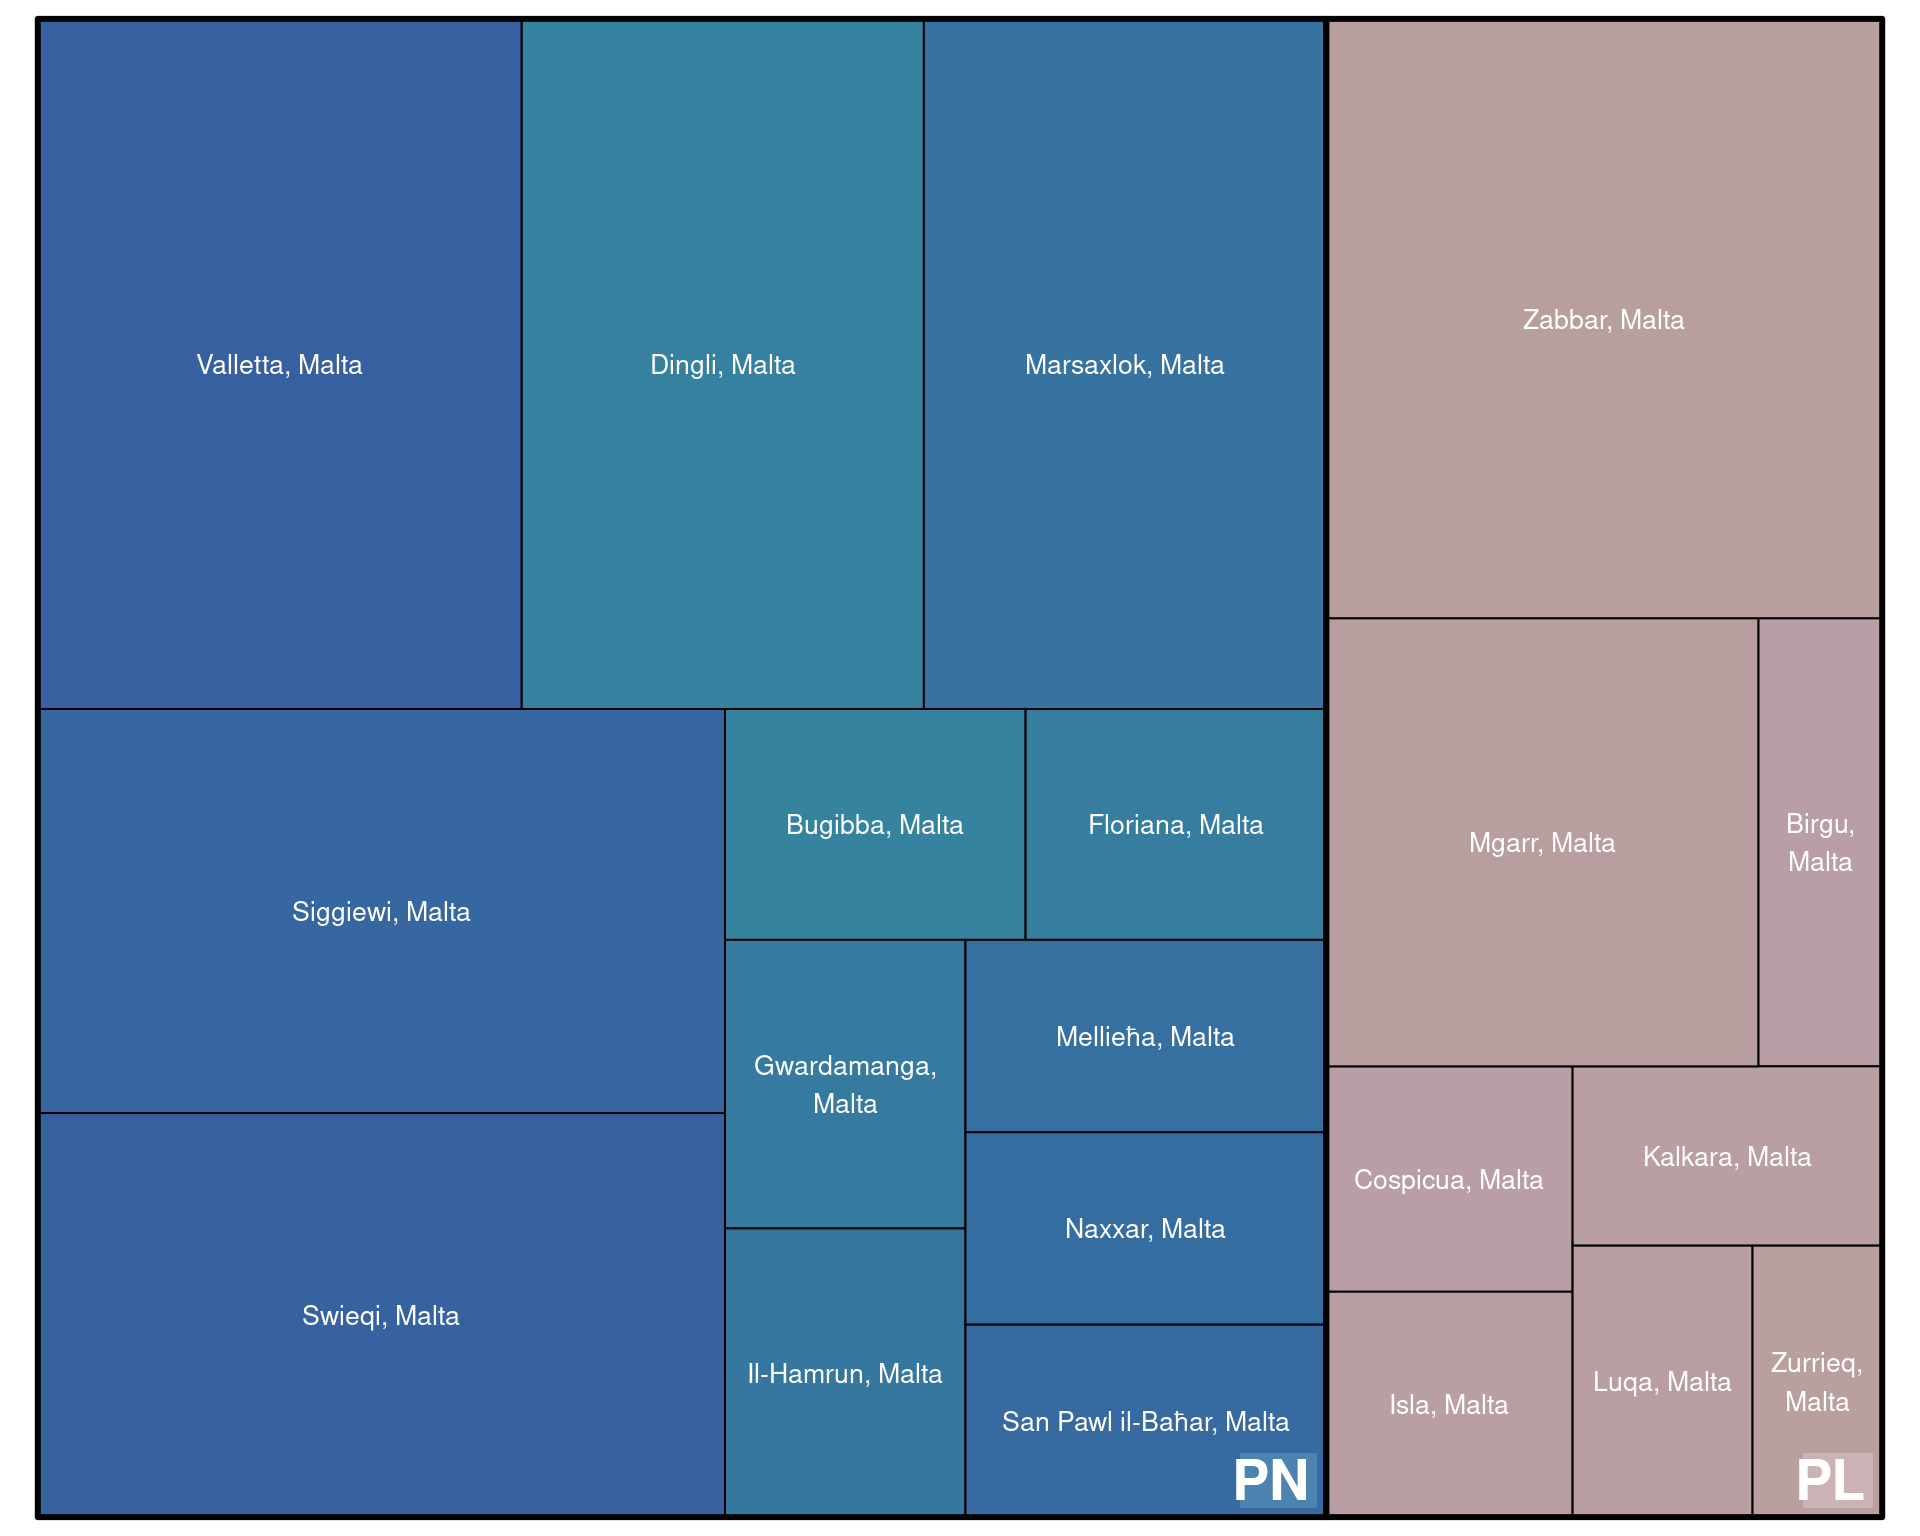 Valletta, Malta
Dingli, Malta
Marsaxlok, Malta
Zabbar, Malta
Siggiewi, Malta
Bugibba, Malta
Floriana, Malta
Mgarr, Malta
Birgu,
Malta
Gwardamanga,
Malta
Mellieħa, Malta
Naxxar, Malta
Cospicua, Malta
Kalkara, Malta
Swieqi, Malta
Il-Hamrun, Malta
San Pawl il-Baħar, Malta
Isla, Malta
Luqa, Malta
Zurrieq,
Malta
PN
PL